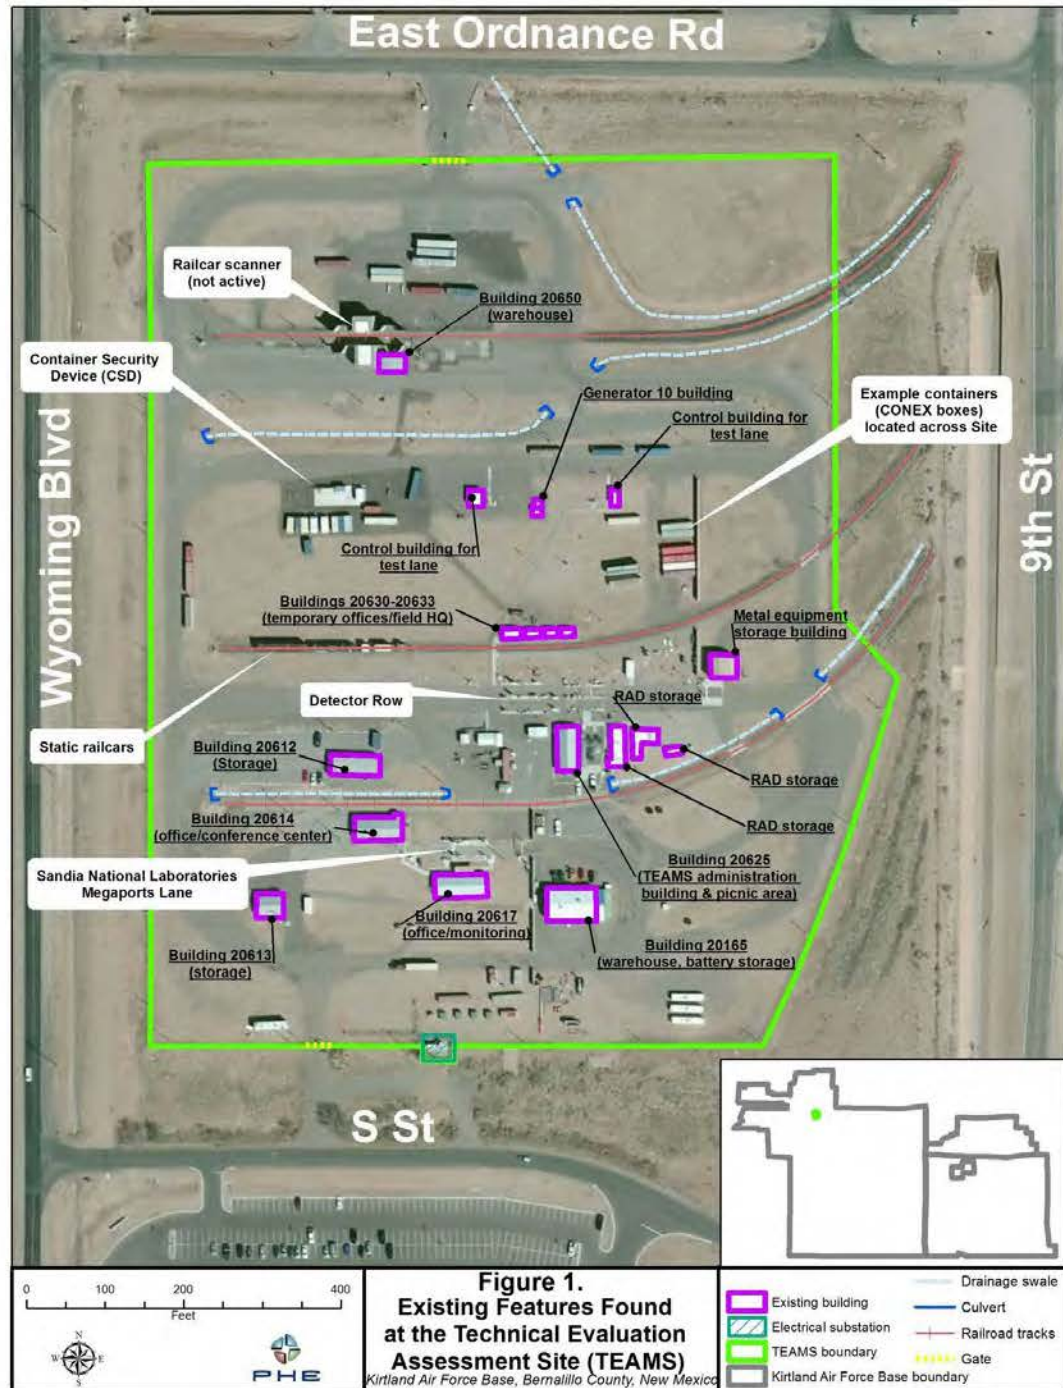 East Ordnance Rd
Railcar scanner
(not active)
Building 20650
(warehouse)
Container Security
Device (CSD)
Generator 10 building
Example containers
(CONEX boxes)
located across Site
Control building for
test lane
Wyoming Blvd
9th St
Control building for
test lane
Buildings 20630-20633
(temporary offices/field HQ)
Metal equipment
storage building
Detector Row
RAD storage
Static railcars
Building 20612
(Storage)
RAD storage
Building 20614
(office/conference center)
RAD storage
Sandia National Laboratories
Megaports Lane
Building 20625
(TEAMS administration
building & picnic area)
Building 20617
(office/monitoring)
Building 20613
(storage)
Building 20165
(warehouse, battery storage)
S St
0 200 400
Feet
N
W E
S
PHE
Figure 1.
Existing Features Found
at the Technical Evaluation
Assessment Site (TEAMS)
Kirtland Air Force Base, Bernalillo County, New Mexico
Existing building
Electrical substation
TEAMS boundary
Kirtland Air Force Base boundary
Drainage swale
Culvert
Railroad tracks
Gate